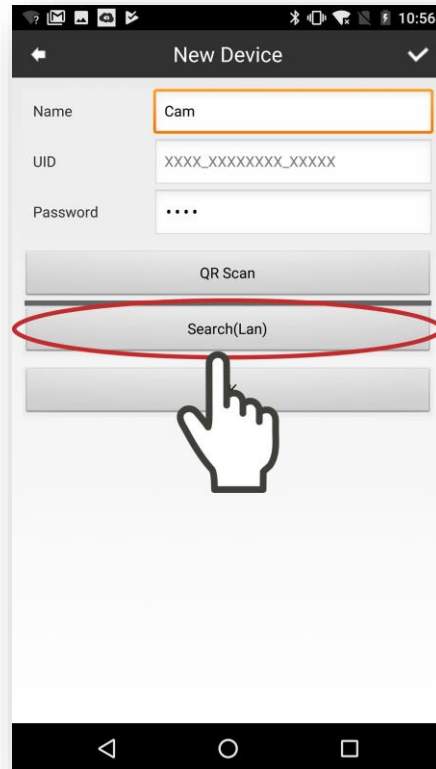 10:56
New Device
Name
Cam
UID
XXXX_XXXXXXXX_XXXXX
Password
••••
QR Scan
Search(Lan)